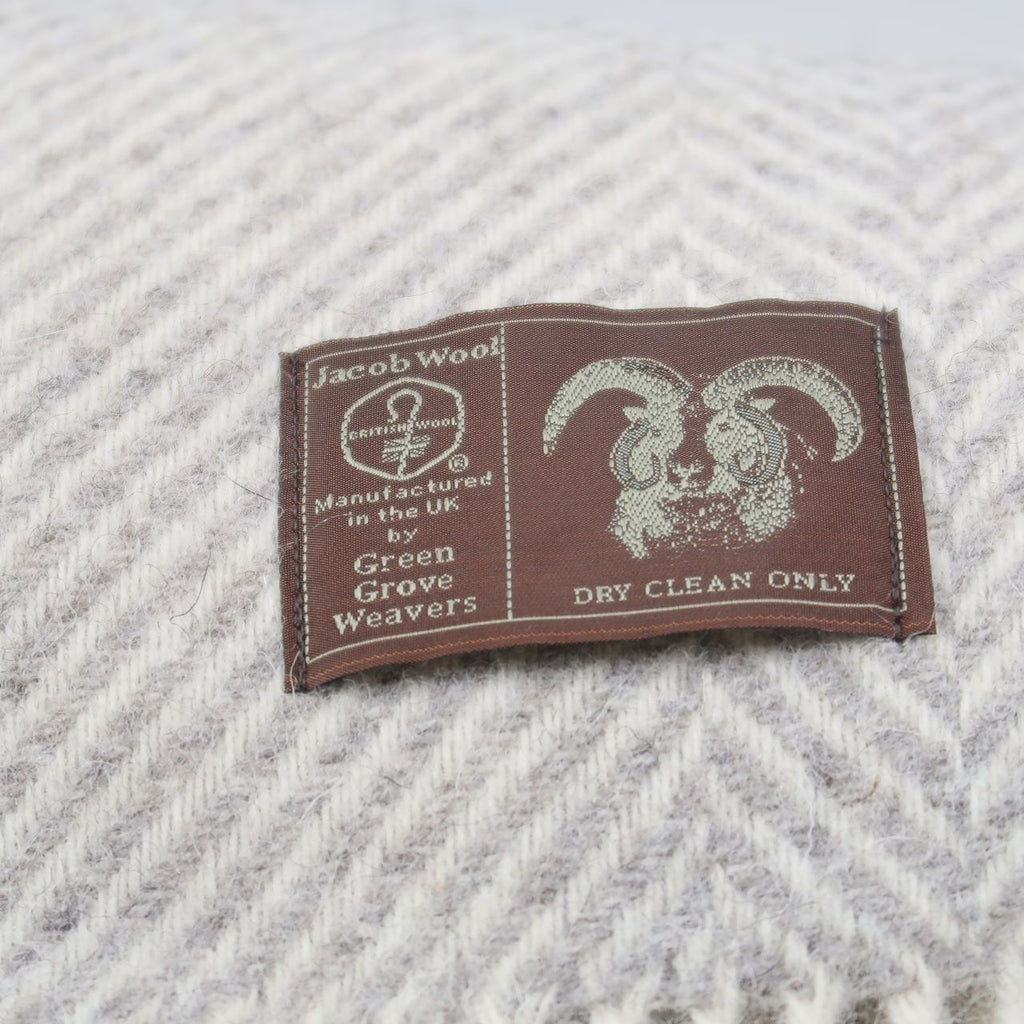 Jacob Wool
BRITISH WOOL
®
Manufactured
in the UK
by
Green
Grove
Weavers
DRY CLEAN ONLY